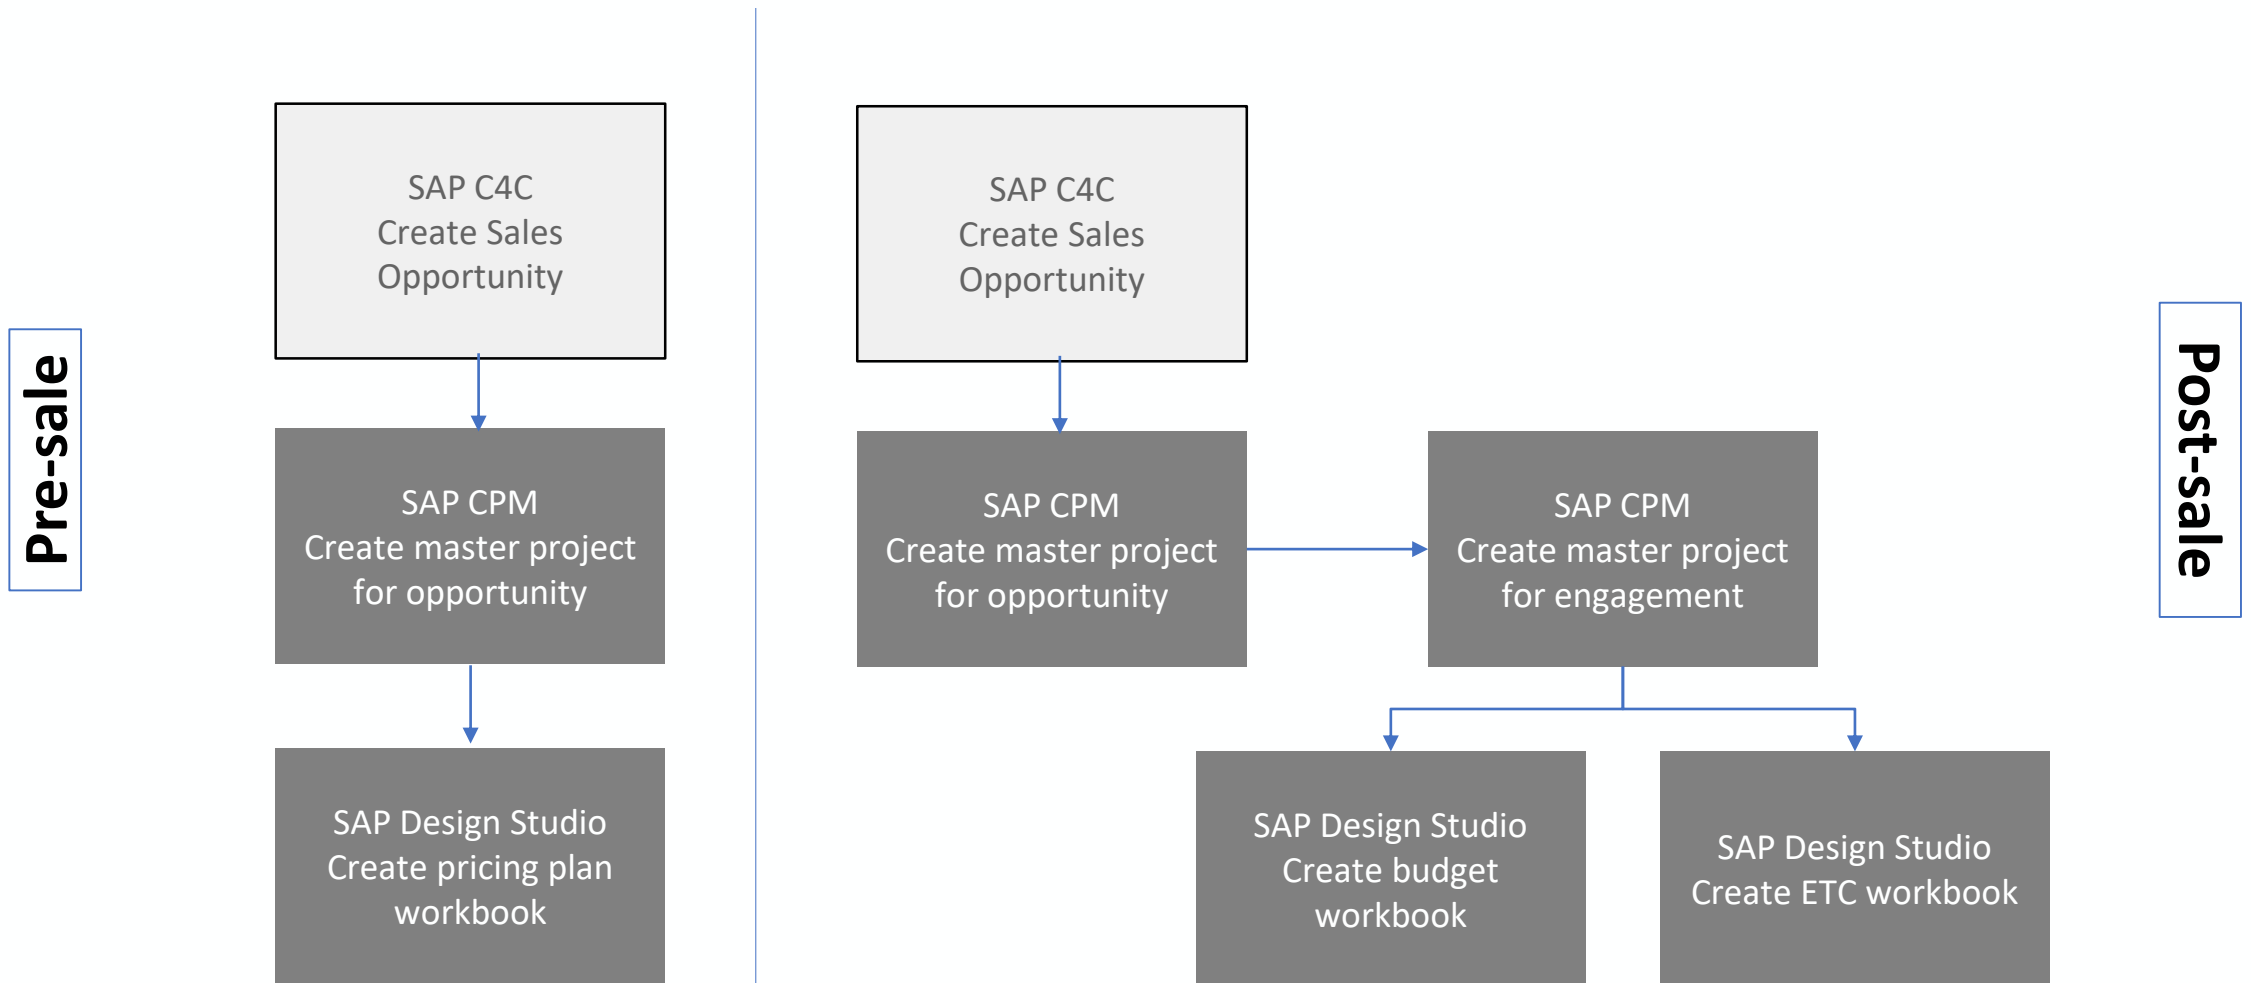 Pre-sale
SAP C4C
Create Sales
Opportunity
SAP CPM
Create master project
for opportunity
SAP Design Studio
Create pricing plan
workbook
SAP C4C
Create Sales
Opportunity
SAP CPM
Create master project
for opportunity
SAP CPM
Create master project
for engagement
SAP Design Studio
Create budget
workbook
SAP Design Studio
Create ETC workbook
Post-sale